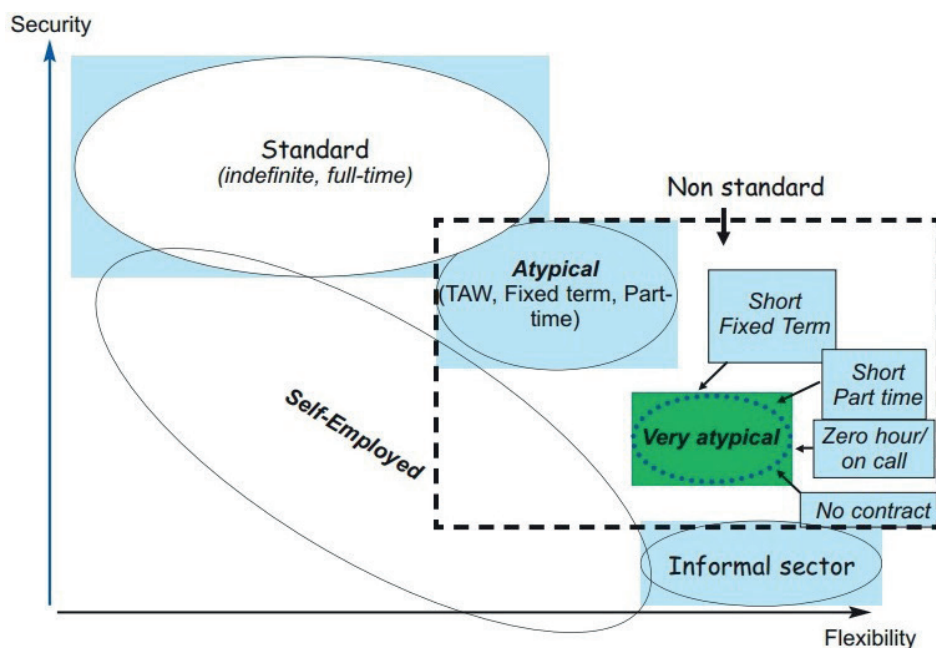 Security
Standard
(indefinite, full-time)
Non standard
Atypical
(TAW, Fixed term, Part-
time)
Short
Fixed Term
Short
Part time
Self-Employed
Very atypical
Zero hour/
on call
No contract
Informal sector
Flexibility